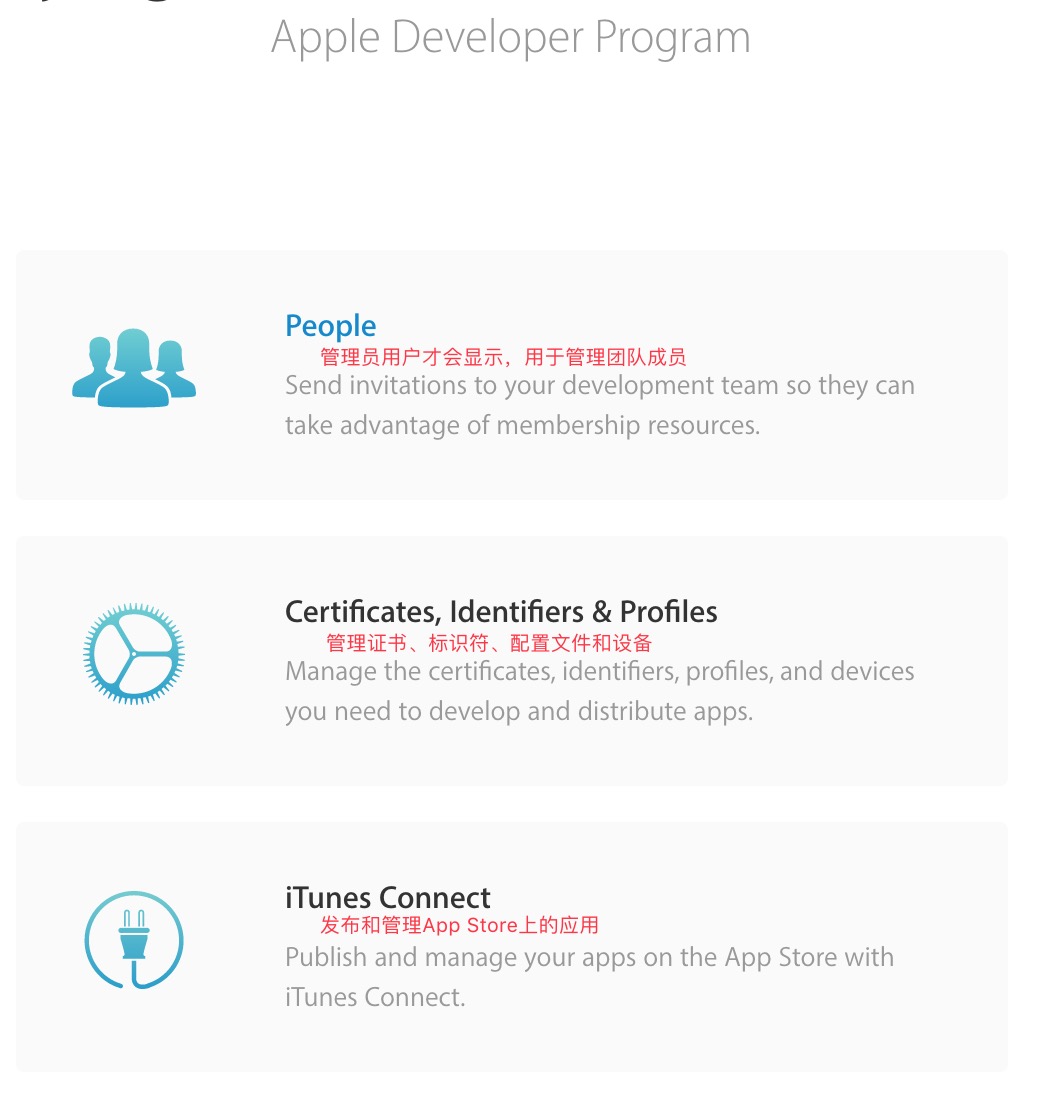 Apple Developer Program
People
管理员用户才会显示，用于管理团队成员
Send invitations to your development team so they can
take advantage of membership resources.
Certificates, Identifiers & Profiles
管理证书、标识符、配置文件和设备
Manage the certificates, identifiers, profiles, and devices
you need to develop and distribute apps.
iTunes Connect
发布和管理App Store上的应用
Publish and manage your apps on the App Store with
iTunes Connect.